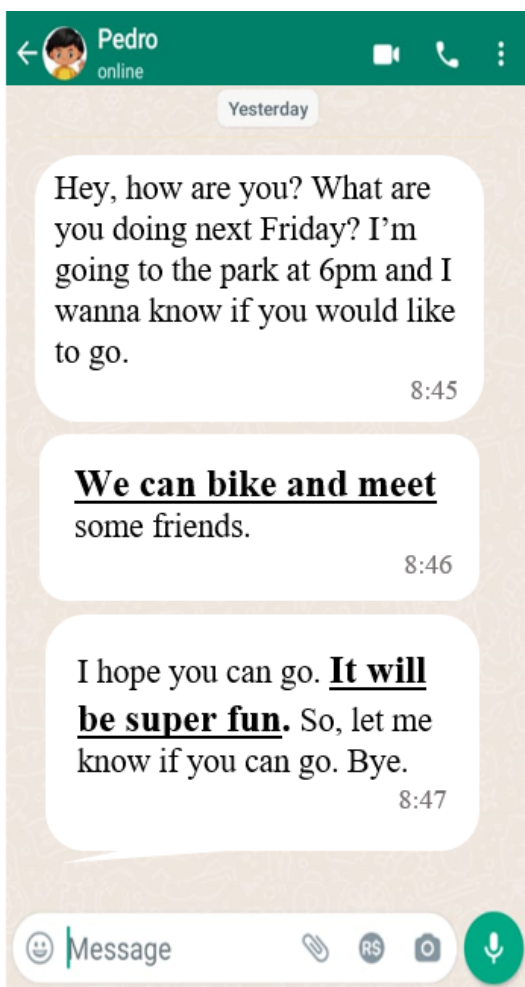 Pedro
online
Yesterday
Hey, how are you? What are
you doing next Friday? I’m
going to the park at 6pm and I
wanna know if you would like
to go.
8:45
We can bike and meet
some friends.
8:46
I hope you can go. It will
be super fun. So, let me
know if you can go. Bye.
8:47
Message
R$